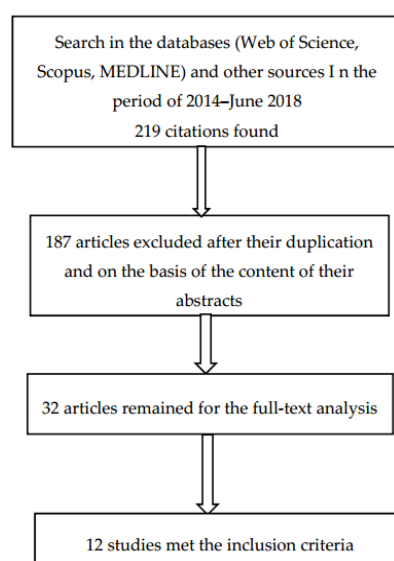 Search in the databases (Web of Science,
Scopus, MEDLINE) and other sources I n the
period of 2014–June 2018
219 citations found
187 articles excluded after their duplication
and on the basis of the content of their
abstracts
32 articles remained for the full-text analysis
12 studies met the inclusion criteria